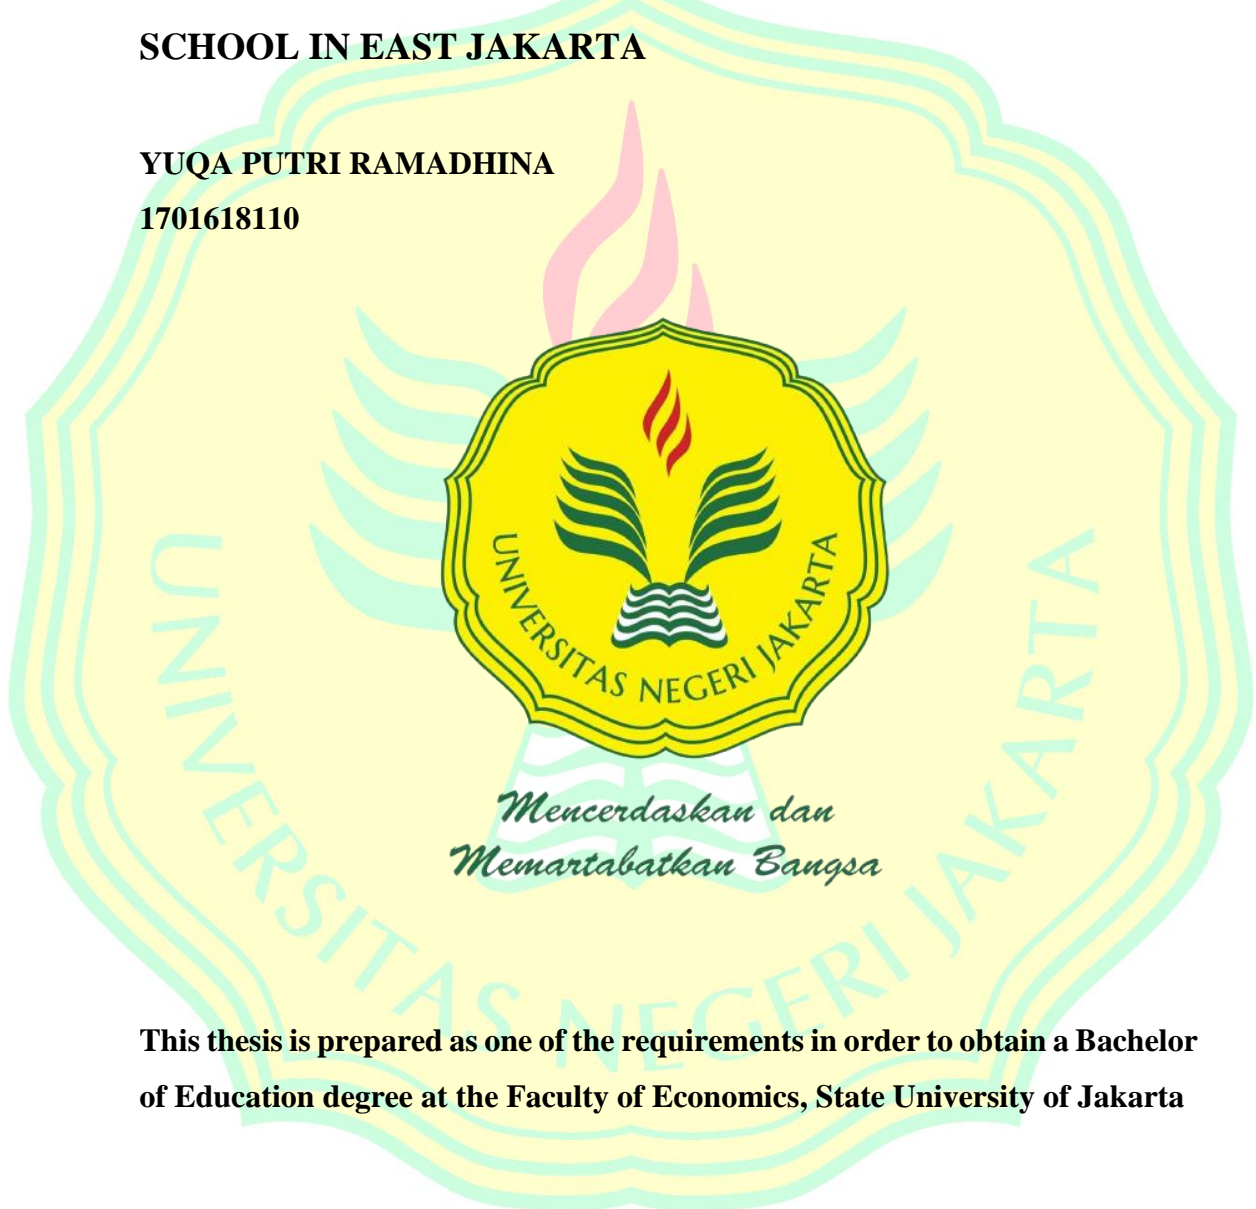 SCHOOL IN EAST JAKARTA
YUQA PUTRI RAMADHINA
1701618110
UNIVERSITAS NEGERI JAKARTA
Mencerdaskan dan
Memartabatkan Bangsa
UNIVERSITAS NEGERI JAKARTA
This thesis is prepared as one of the requirements in order to obtain a Bachelor
of Education degree at the Faculty of Economics, State University of Jakarta